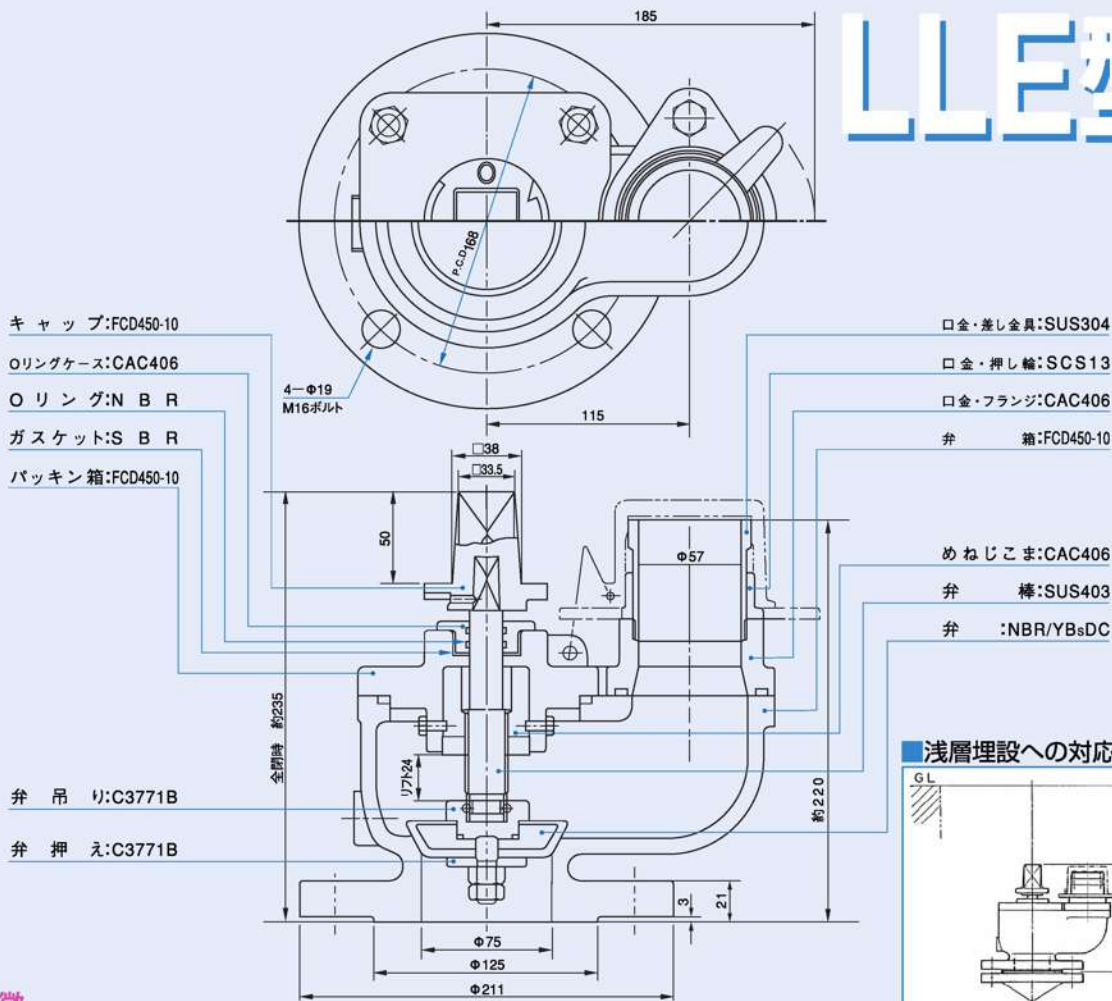 185
LLE型
P.C.D168
4-Φ19
M16ボルト
115
キャップ:FCD450-10
Oリングケース:CAC406
Oリング:NBR
ガスケット:SBR
パッキン箱:FCD450-10
弁吊り:C3771B
弁押え:C3771B
口金・差し金具:SUS304
口金・押し輪:SCS13
口金・フランジ:CAC406
弁箱:FCD450-10
めねじこま:CAC406
弁棒:SUS403
弁:NBR/YBsDC
□38
□33.5
50
Φ57
全閉時 約235
リフト24
約220
21
3
Φ75
Φ125
Φ211
■浅層埋設への対応
GL